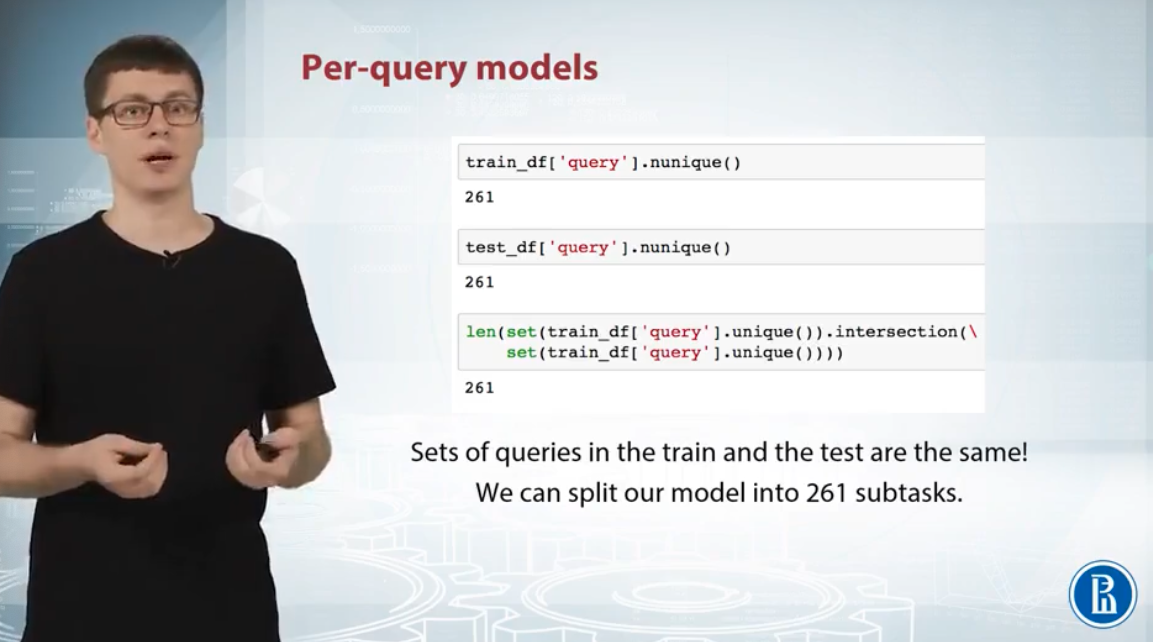 Per-query models
train_df['query'].nunique()
261
test_df['query'].nunique()
261
len(set(train_df['query'].unique()).intersection(\
set(train_df['query'].unique())))
261
Sets of queries in the train and the test are the same!
We can split our model into 261 subtasks.